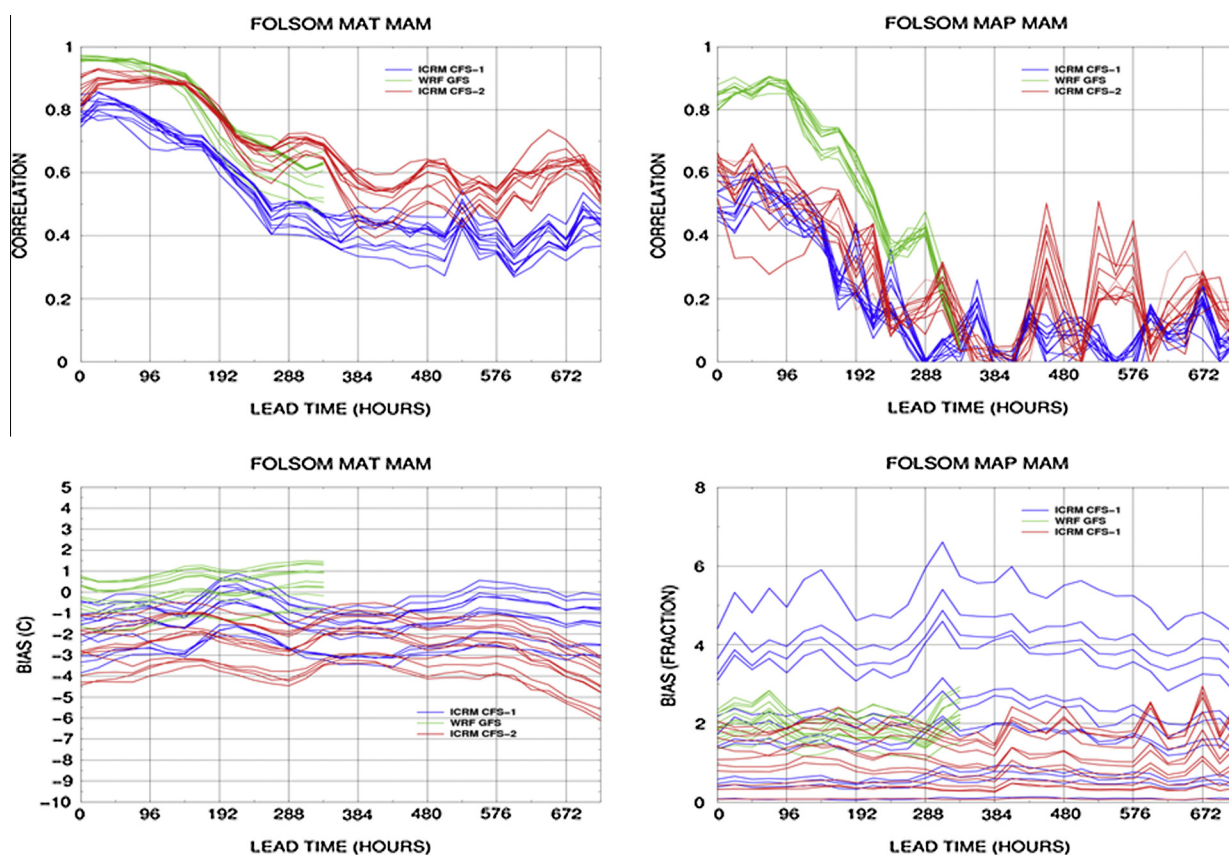 FOLSOM MAT MAM
1
0.8
0.6
0.4
0.2
0
CORRELATION
ICRM CFS-1
WRF GFS
ICRM CFS-2
0 96 192 288 384 480 576 672
LEAD TIME (HOURS)
FOLSOM MAP MAM
1
0.8
0.6
0.4
0.2
0
CORRELATION
ICRM CFS-1
WRF GFS
ICRM CFS-2
0 96 192 288 384 480 576 672
LEAD TIME (HOURS)
FOLSOM MAT MAM
5
4
3
2
1
0
-1
-2
-3
-4
-5
-6
-7
-8
-9
-10
BIAS (C)
ICRM CFS-1
WRF GFS
ICRM CFS-2
0 96 192 288 384 480 576 672
LEAD TIME (HOURS)
FOLSOM MAP MAM
8
6
4
2
0
BIAS (FRACTION)
ICRM CFS-1
WRF GFS
ICRM CFS-1
0 96 192 288 384 480 576 672
LEAD TIME (HOURS)